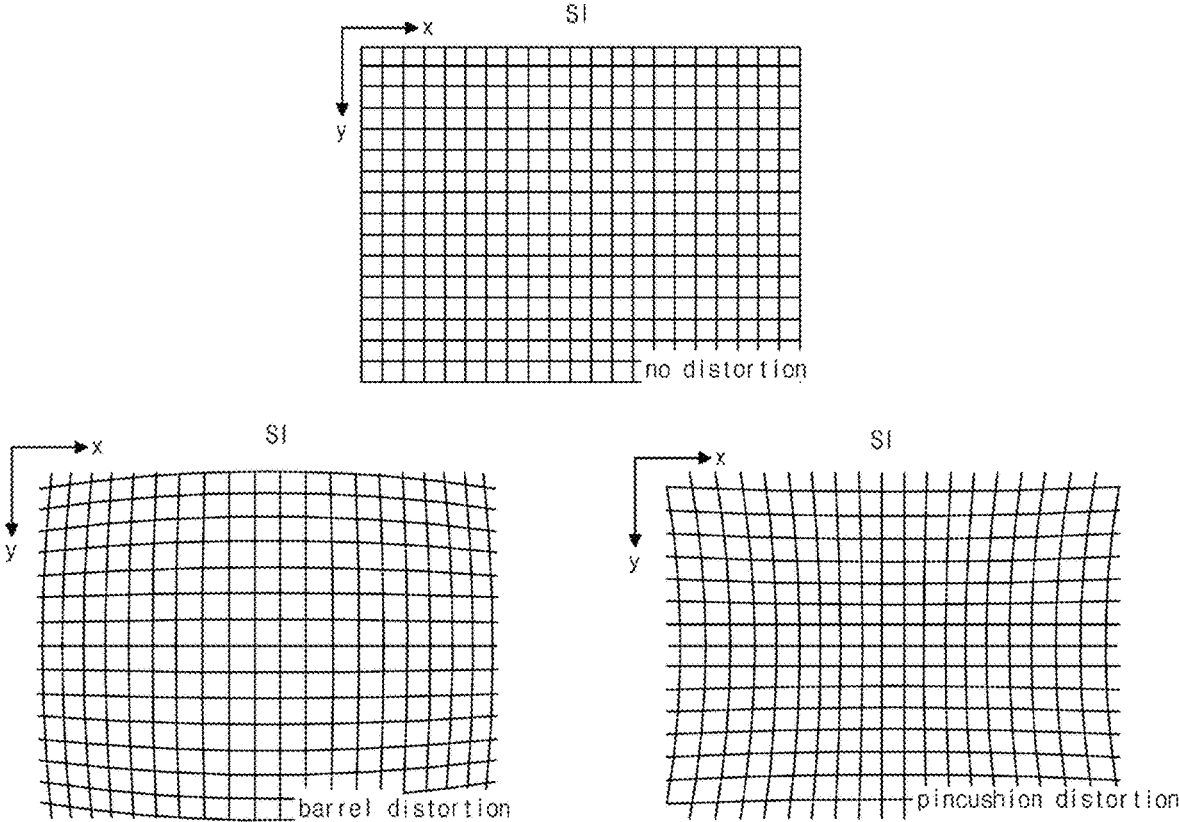 SI
x
y
no distortion
SI
x
y
barrel distortion
SI
x
y
pincushion distortion